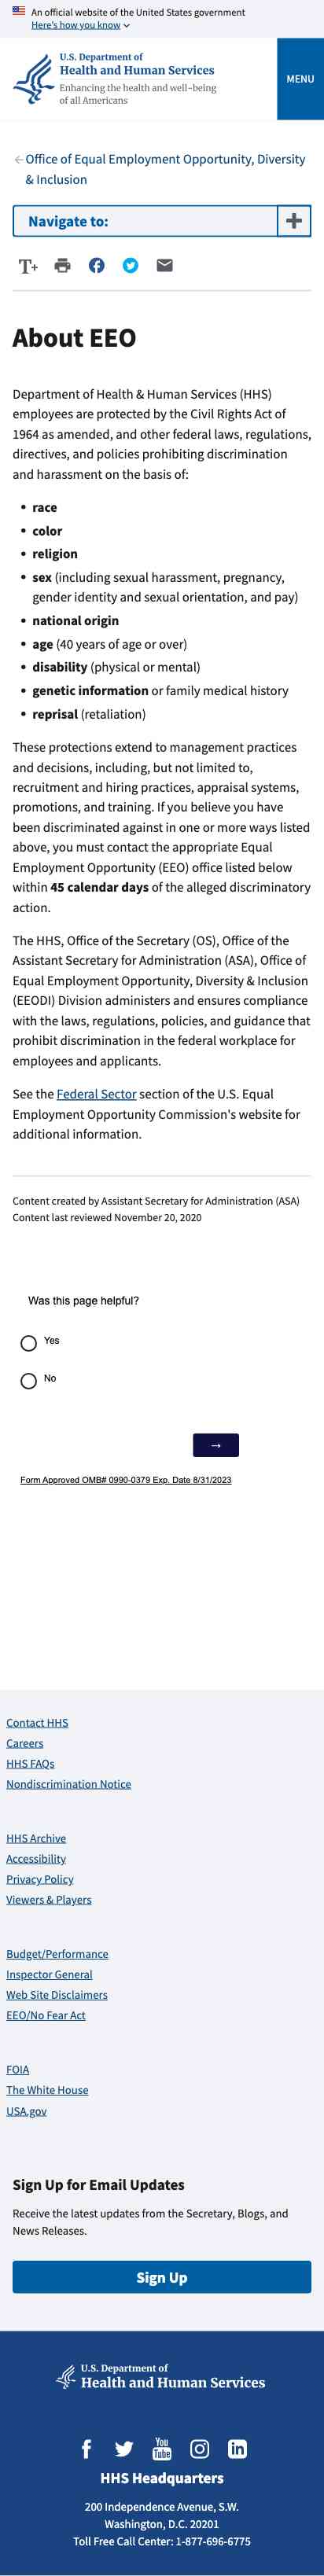 An official website of the United States government
Here's how you know
U.S. Department of
Health and Human Services
Enhancing the health and well-being
of all Americans
MENU
Office of Equal Employment Opportunity, Diversity
& Inclusion
Navigate to:
T+
About EEO
Department of Health & Human Services (HHS)
employees are protected by the Civil Rights Act of
1964 as amended, and other federal laws, regulations,
directives, and policies prohibiting discrimination
and harassment on the basis of:
• race
• color
• religion
• sex (including sexual harassment, pregnancy,
gender identity and sexual orientation, and pay)
• national origin
• age (40 years of age or over)
• disability (physical or mental)
• genetic information or family medical history
• reprisal (retaliation)
These protections extend to management practices
and decisions, including, but not limited to,
recruitment and hiring practices, appraisal systems,
promotions, and training. If you believe you have
been discriminated against in one or more ways listed
above, you must contact the appropriate Equal
Employment Opportunity (EEO) office listed below
within 45 calendar days of the alleged discriminatory
action.
The HHS, Office of the Secretary (OS), Office of the
Assistant Secretary for Administration (ASA), Office of
Equal Employment Opportunity, Diversity & Inclusion
(EEODI) Division administers and ensures compliance
with the laws, regulations, policies, and guidance that
prohibit discrimination in the federal workplace for
employees and applicants.
See the Federal Sector section of the U.S. Equal
Employment Opportunity Commission's website for
additional information.
Content created by Assistant Secretary for Administration (ASA)
Content last reviewed November 20, 2020
Was this page helpful?
Yes
No
→
Form Approved OMB# 0990-0379 Exp. Date 8/31/2023
Contact HHS
Careers
HHS FAQs
Nondiscrimination Notice
HHS Archive
Accessibility
Privacy Policy
Viewers & Players
Budget/Performance
Inspector General
Web Site Disclaimers
EEO/No Fear Act
FOIA
The White House
USA.gov
Sign Up for Email Updates
Receive the latest updates from the Secretary, Blogs, and
News Releases.
Sign Up
U.S. Department of
Health and Human Services
You Tube
HHS Headquarters
200 Independence Avenue, S.W.
Washington, D.C. 20201
Toll Free Call Center: 1-877-696-6775